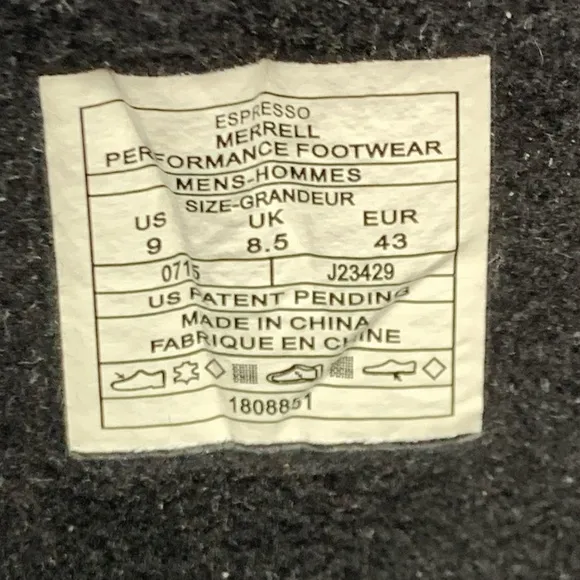 ESPRESSO
MERRELL
PERFORMANCE FOOTWEAR
MENS-HOMMES
SIZE-GRANDEUR
US UK EUR
9 8.5 43
0715 J23429
US PATENT PENDING
MADE IN CHINA
FABRIQUE EN CHINE
1808851